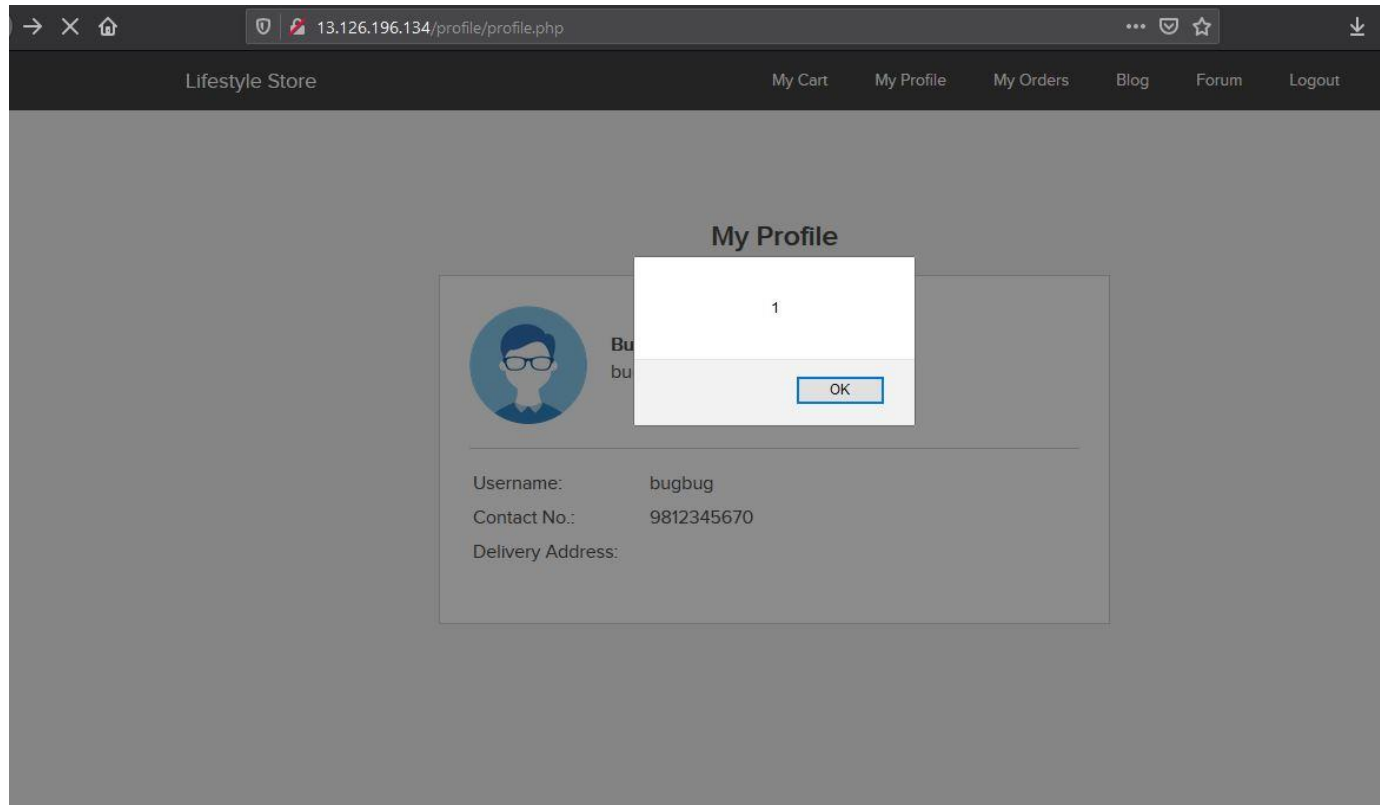 13.126.196.134/profile/profile.php
Lifestyle Store My Cart My Profile My Orders Blog Forum Logout
My Profile
1
Bu
bu
OK
Username: bugbug
Contact No.: 9812345670
Delivery Address: